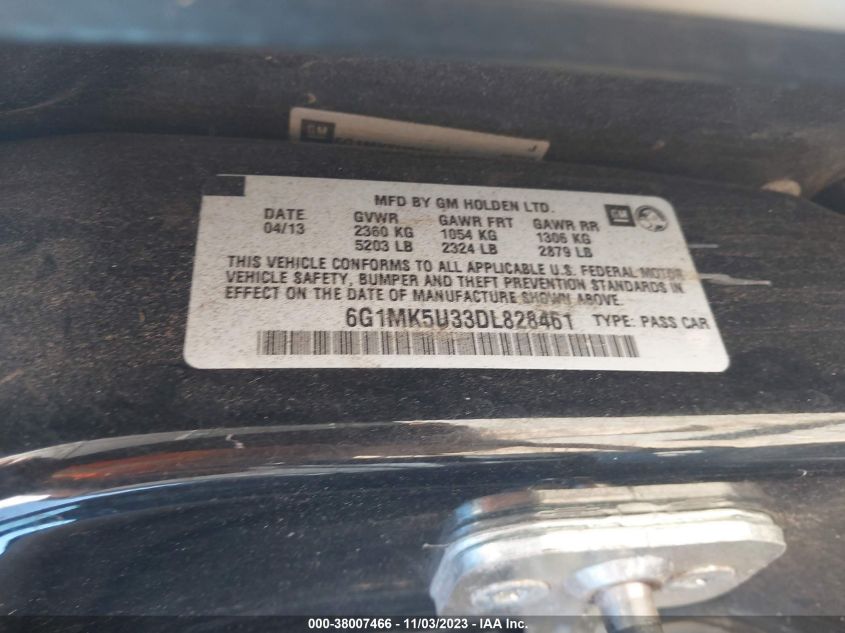 GM
MFD BY GM HOLDEN LTD.
GM
DATE GVWR GAWR FRT GAWR RR
04/13 2360 KG 1054 KG 1306 KG
5203 LB 2324 LB 2879 LB
THIS VEHICLE CONFORMS TO ALL APPLICABLE U.S. FEDERAL MOTOR
VEHICLE SAFETY, BUMPER AND THEFT PREVENTION STANDARDS IN
EFFECT ON THE DATE OF MANUFACTURE SHOWN ABOVE.
6G1MK5U33DL828461 TYPE: PASS CAR
000-38007466 - 11/03/2023 - IAA Inc.